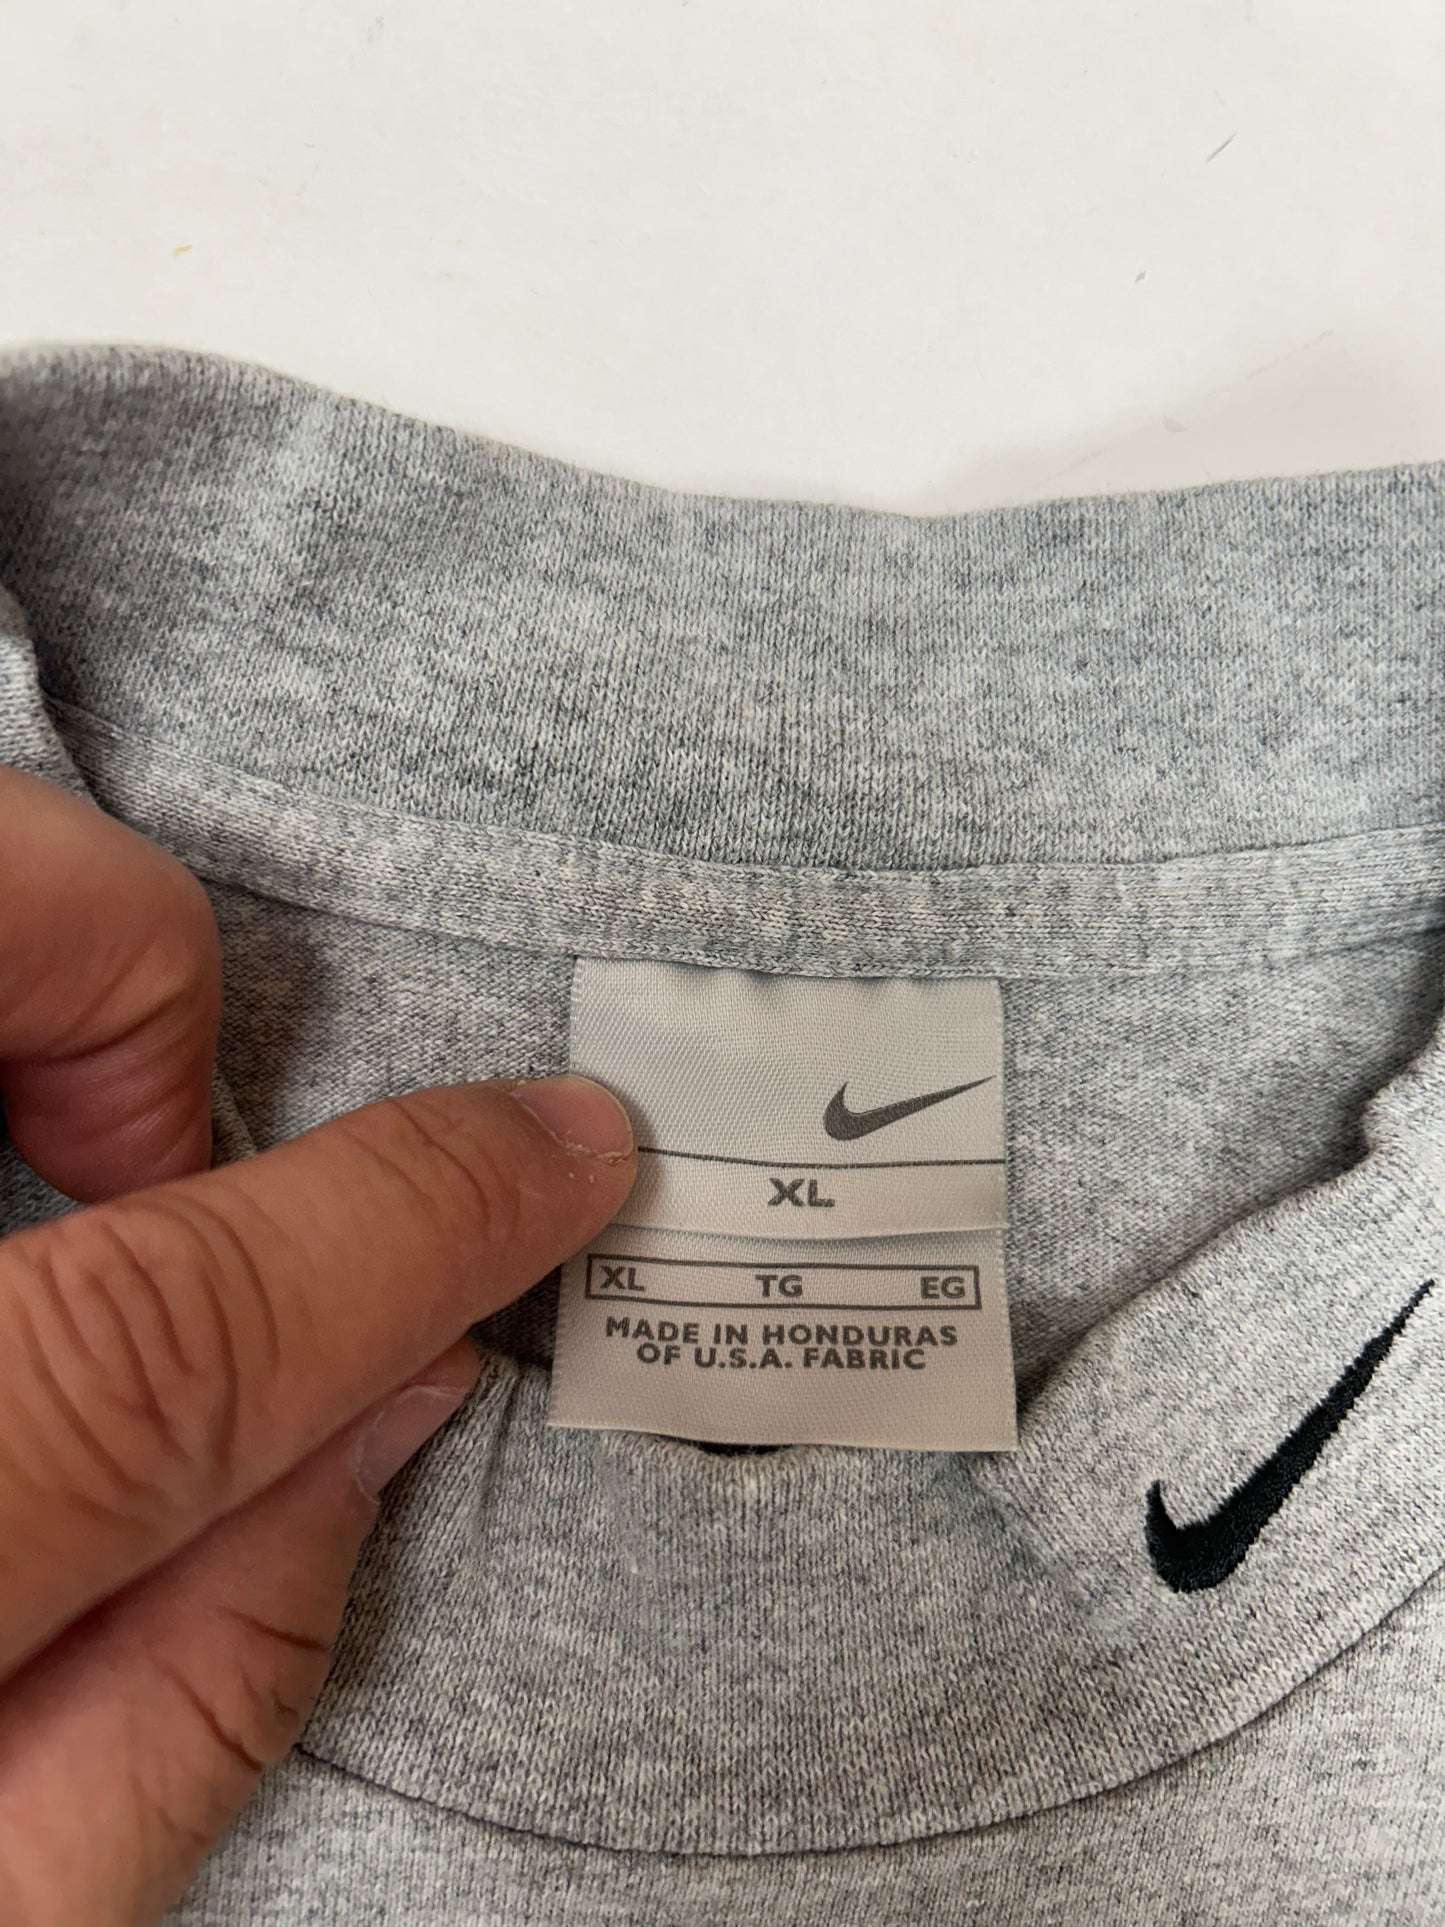 XL
XL TG EG
MADE IN HONDURAS
OF U.S.A. FABRIC